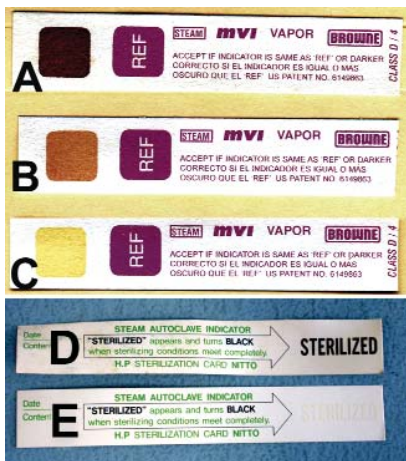 A
REF
STEAM mvi VAPOR BROWNE
ACCEPT IF INDICATOR IS SAME AS 'REF' OR DARKER
CORRECTO SI EL INDICADOR ES IGUAL O MAS
OSCURO QUE EL 'REF' US PATENT NO. 6149863
CLASS D / 4
B
REF
STEAM mvi VAPOR BROWNE
ACCEPT IF INDICATOR IS SAME AS 'REF' OR DARKER
CORRECTO SI EL INDICADOR ES IGUAL O MAS
OSCURO QUE EL 'REF' US PATENT NO. 6149863
CLASS D / 4
C
REF
STEAM mvi VAPOR BROWNE
ACCEPT IF INDICATOR IS SAME AS 'REF' OR DARKER
CORRECTO SI EL INDICADOR ES IGUAL O MAS
OSCURO QUE EL 'REF' US PATENT NO. 6149863
CLASS D / 4
D
Date
Content
STEAM AUTOCLAVE INDICATOR
"STERILIZED" appears and turns BLACK
when sterilizing conditions meet completely.
H.P STERILIZATION CARD NITTO
STERILIZED
E
Date
Content
STEAM AUTOCLAVE INDICATOR
"STERILIZED" appears and turns BLACK
when sterilizing conditions meet completely.
H.P STERILIZATION CARD NITTO
STERILIZED